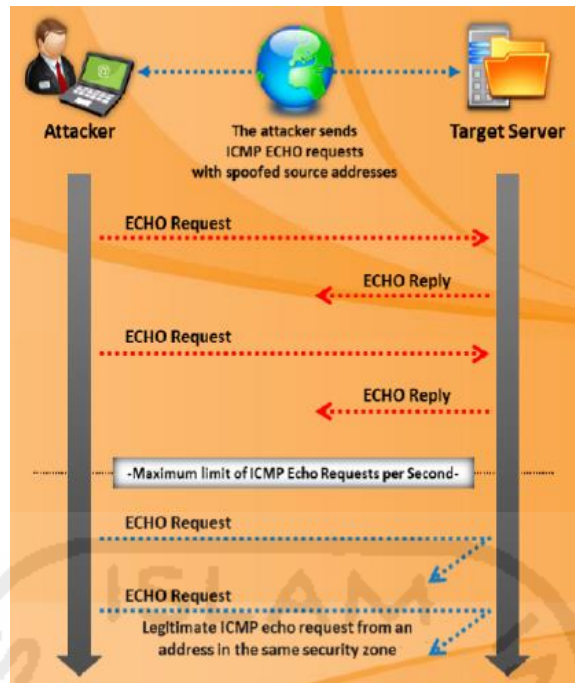 Attacker
The attacker sends
ICMP ECHO requests
with spoofed source addresses
Target Server
ECHO Request
ECHO Reply
ECHO Request
ECHO Reply
-Maximum limit of ICMP Echo Requests per Second-
ECHO Request
ECHO Request
Legitimate ICMP echo request from an
address in the same security zone
ISLAM